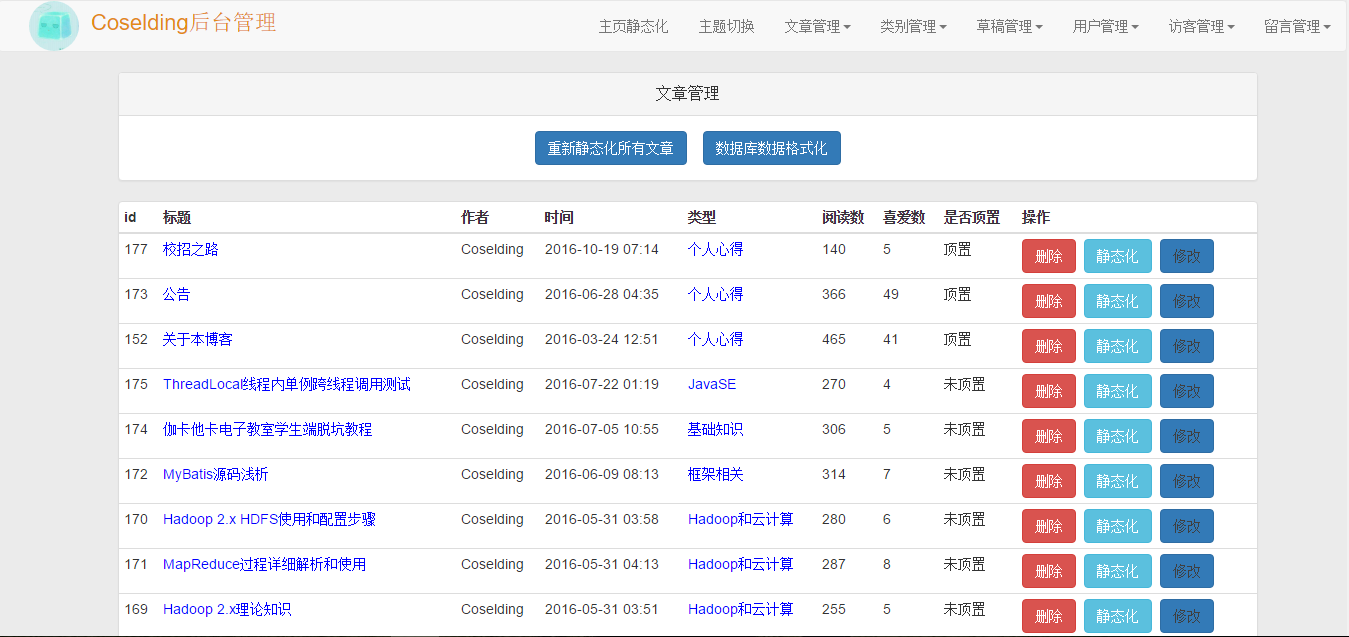 Coselding后台管理 主页静态化 主题切换 文章管理 类别管理 草稿管理 用户管理 访客管理 留言管理
文章管理
重新静态化所有文章 数据库数据格式化
id 标题 作者 时间 类型 阅读数 喜爱数 是否顶置 操作
177 校招之路 Coselding 2016-10-19 07:14 个人心得 140 5 顶置 删除 静态化 修改
173 公告 Coselding 2016-06-28 04:35 个人心得 366 49 顶置 删除 静态化 修改
152 关于本博客 Coselding 2016-03-24 12:51 个人心得 465 41 顶置 删除 静态化 修改
175 ThreadLocal线程内单例跨线程调用测试 Coselding 2016-07-22 01:19 JavaSE 270 4 未顶置 删除 静态化 修改
174 伽卡他卡电子教室学生端脱坑教程 Coselding 2016-07-05 10:55 基础知识 306 5 未顶置 删除 静态化 修改
172 MyBatis源码浅析 Coselding 2016-06-09 08:13 框架相关 314 7 未顶置 删除 静态化 修改
170 Hadoop 2.x HDFS使用和配置步骤 Coselding 2016-05-31 03:58 Hadoop和云计算 280 6 未顶置 删除 静态化 修改
171 MapReduce过程详细解析和使用 Coselding 2016-05-31 04:13 Hadoop和云计算 287 8 未顶置 删除 静态化 修改
169 Hadoop 2.x理论知识 Coselding 2016-05-31 03:51 Hadoop和云计算 255 5 未顶置 删除 静态化 修改